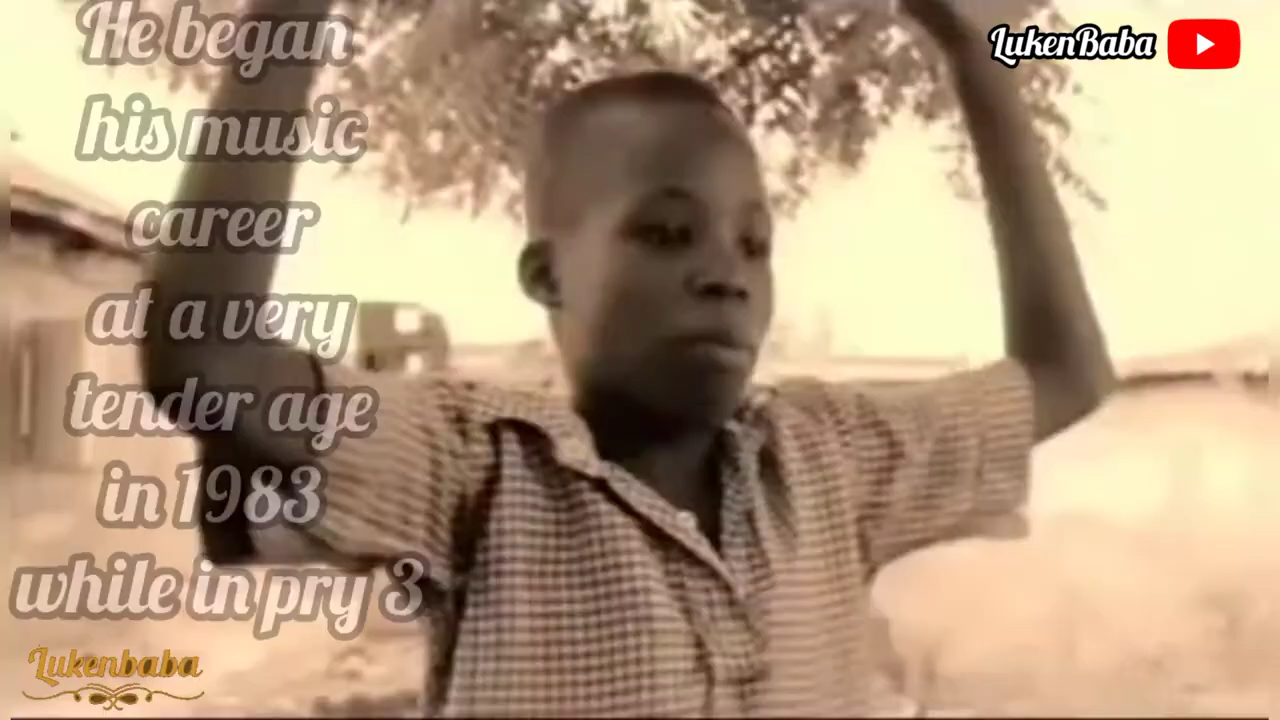 He began
his music
career
at a very
tender age
in 1983
while in pry 3
LukenBaba
Lukenbaba